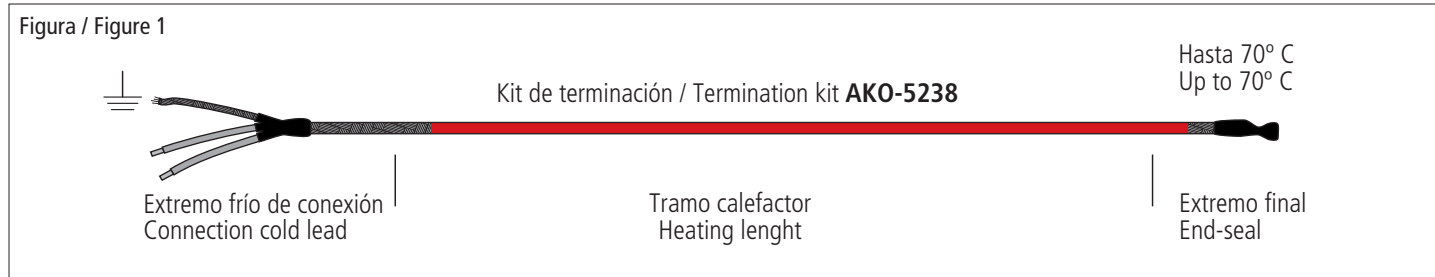 Figura / Figure 1
Hasta 70º C
Up to 70º C
Kit de terminación / Termination kit AKO-5238
Extremo frío de conexión
Connection cold lead
Tramo calefactor
Heating lenght
Extremo final
End-seal